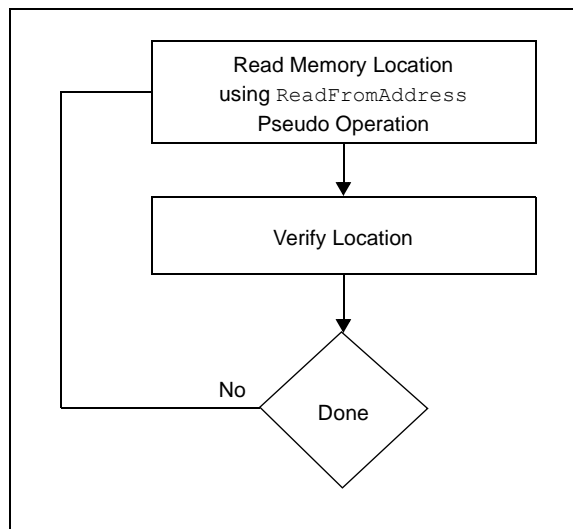 Read Memory Location
using ReadFromAddress
Pseudo Operation
Verify Location
No
Done